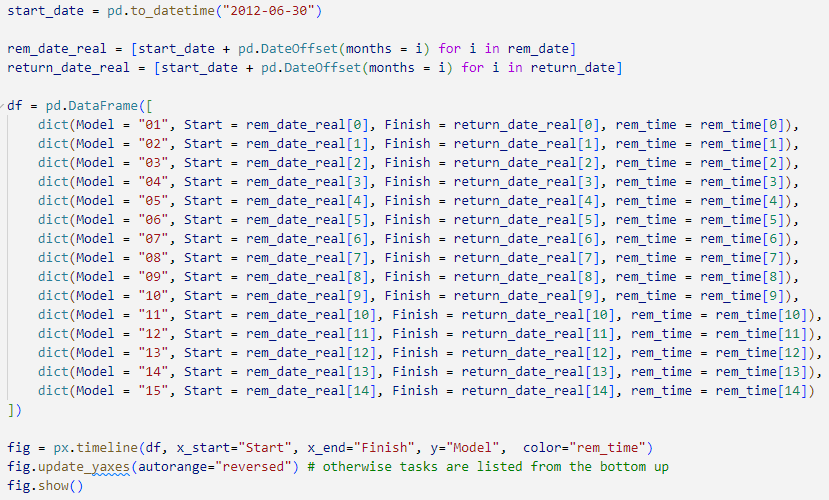 start_date = pd.to_datetime("2012-06-30")
rem_date_real = [start_date + pd.DateOffset(months = i) for i in rem_date]
return_date_real = [start_date + pd.DateOffset(months = i) for i in return_date]
df = pd.DataFrame([
    dict(Model = "01", Start = rem_date_real[0], Finish = return_date_real[0], rem_time = rem_time[0]),
    dict(Model = "02", Start = rem_date_real[1], Finish = return_date_real[1], rem_time = rem_time[1]),
    dict(Model = "03", Start = rem_date_real[2], Finish = return_date_real[2], rem_time = rem_time[2]),
    dict(Model = "04", Start = rem_date_real[3], Finish = return_date_real[3], rem_time = rem_time[3]),
    dict(Model = "05", Start = rem_date_real[4], Finish = return_date_real[4], rem_time = rem_time[4]),
    dict(Model = "06", Start = rem_date_real[5], Finish = return_date_real[5], rem_time = rem_time[5]),
    dict(Model = "07", Start = rem_date_real[6], Finish = return_date_real[6], rem_time = rem_time[6]),
    dict(Model = "08", Start = rem_date_real[7], Finish = return_date_real[7], rem_time = rem_time[7]),
    dict(Model = "09", Start = rem_date_real[8], Finish = return_date_real[8], rem_time = rem_time[8]),
    dict(Model = "10", Start = rem_date_real[9], Finish = return_date_real[9], rem_time = rem_time[9]),
    dict(Model = "11", Start = rem_date_real[10], Finish = return_date_real[10], rem_time = rem_time[10]),
    dict(Model = "12", Start = rem_date_real[11], Finish = return_date_real[11], rem_time = rem_time[11]),
    dict(Model = "13", Start = rem_date_real[12], Finish = return_date_real[12], rem_time = rem_time[12]),
    dict(Model = "14", Start = rem_date_real[13], Finish = return_date_real[13], rem_time = rem_time[13]),
    dict(Model = "15", Start = rem_date_real[14], Finish = return_date_real[14], rem_time = rem_time[14])
])
fig = px.timeline(df, x_start="Start", x_end="Finish", y="Model",  color="rem_time")
fig.update_yaxes(autorange="reversed") # otherwise tasks are listed from the bottom up
fig.show()